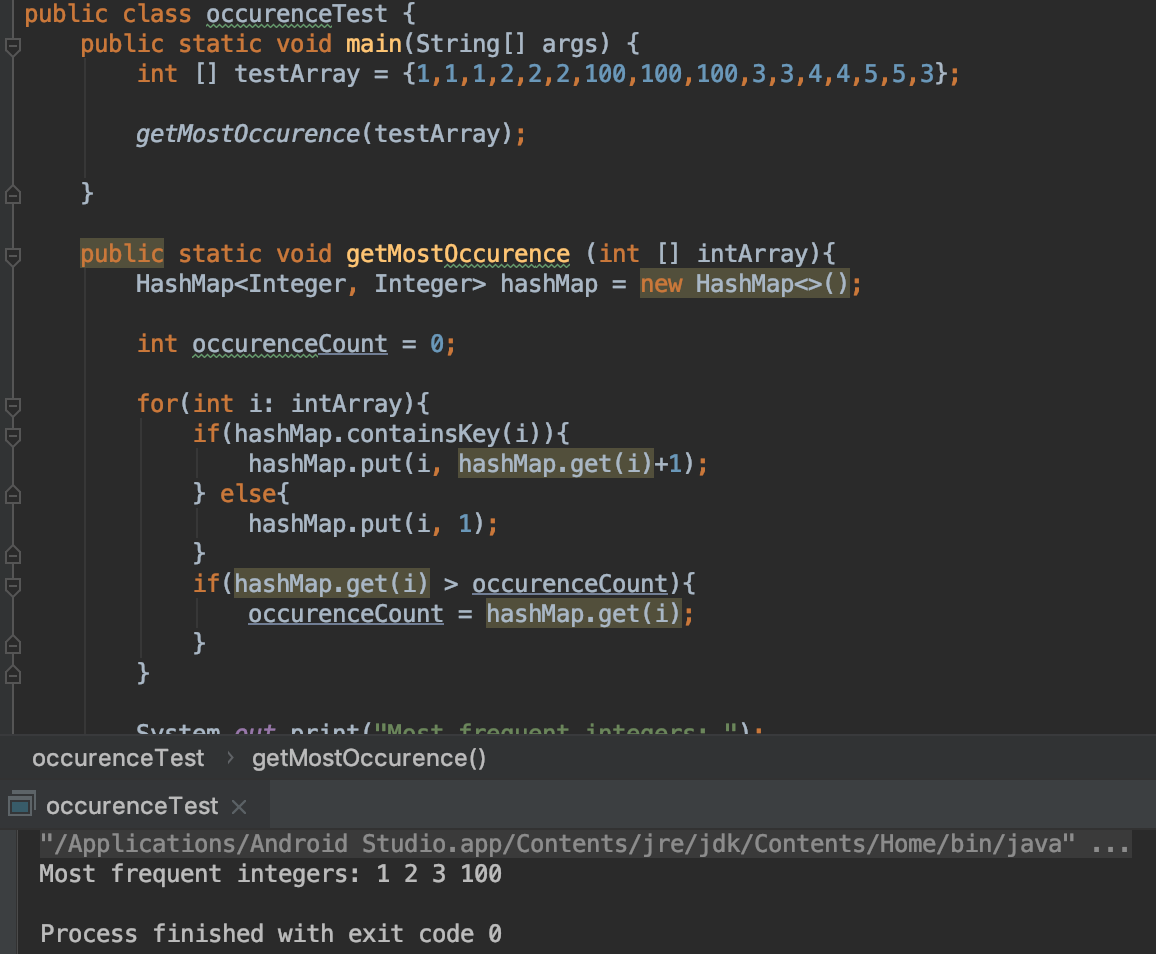 public class occurenceTest {
public static void main(String[] args) {
int [] testArray = {1,1,1,2,2,2,100,100,100,3,3,4,4,5,5,3};
getMostOccurence(testArray);
}
public static void getMostOccurence (int [] intArray){
HashMap<Integer, Integer> hashMap = new HashMap<>();
int occurenceCount = 0;
for(int i: intArray){
if(hashMap.containsKey(i)){
hashMap.put(i, hashMap.get(i)+1);
} else{
hashMap.put(i, 1);
}
if(hashMap.get(i) > occurenceCount){
occurenceCount = hashMap.get(i);
}
}
System.out.print("Most frequent integers: ");
occurenceTest › getMostOccurence()
occurenceTest ×
"/Applications/Android Studio.app/Contents/jre/jdk/Contents/Home/bin/java" ...
Most frequent integers: 1 2 3 100
Process finished with exit code 0